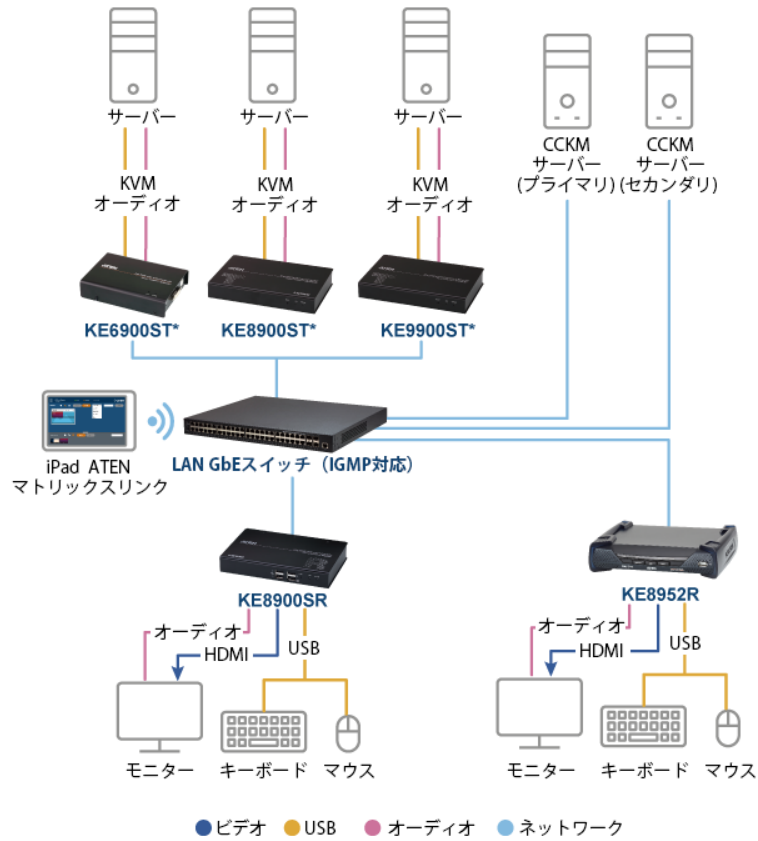 サーバー
サーバー
サーバー
CCKM
サーバー
(プライマリ)
CCKM
サーバー
(セカンダリ)
KVM
オーディオ
KVM
オーディオ
KVM
オーディオ
KE6900ST*
KE8900ST*
KE9900ST*
iPad ATEN
マトリックスリンク
LAN GbEスイッチ（IGMP対応）
KE8900SR
KE8952R
オーディオ
HDMI
USB
オーディオ
HDMI
USB
モニター
キーボード
マウス
モニター
キーボード
マウス
ビデオ
USB
オーディオ
ネットワーク